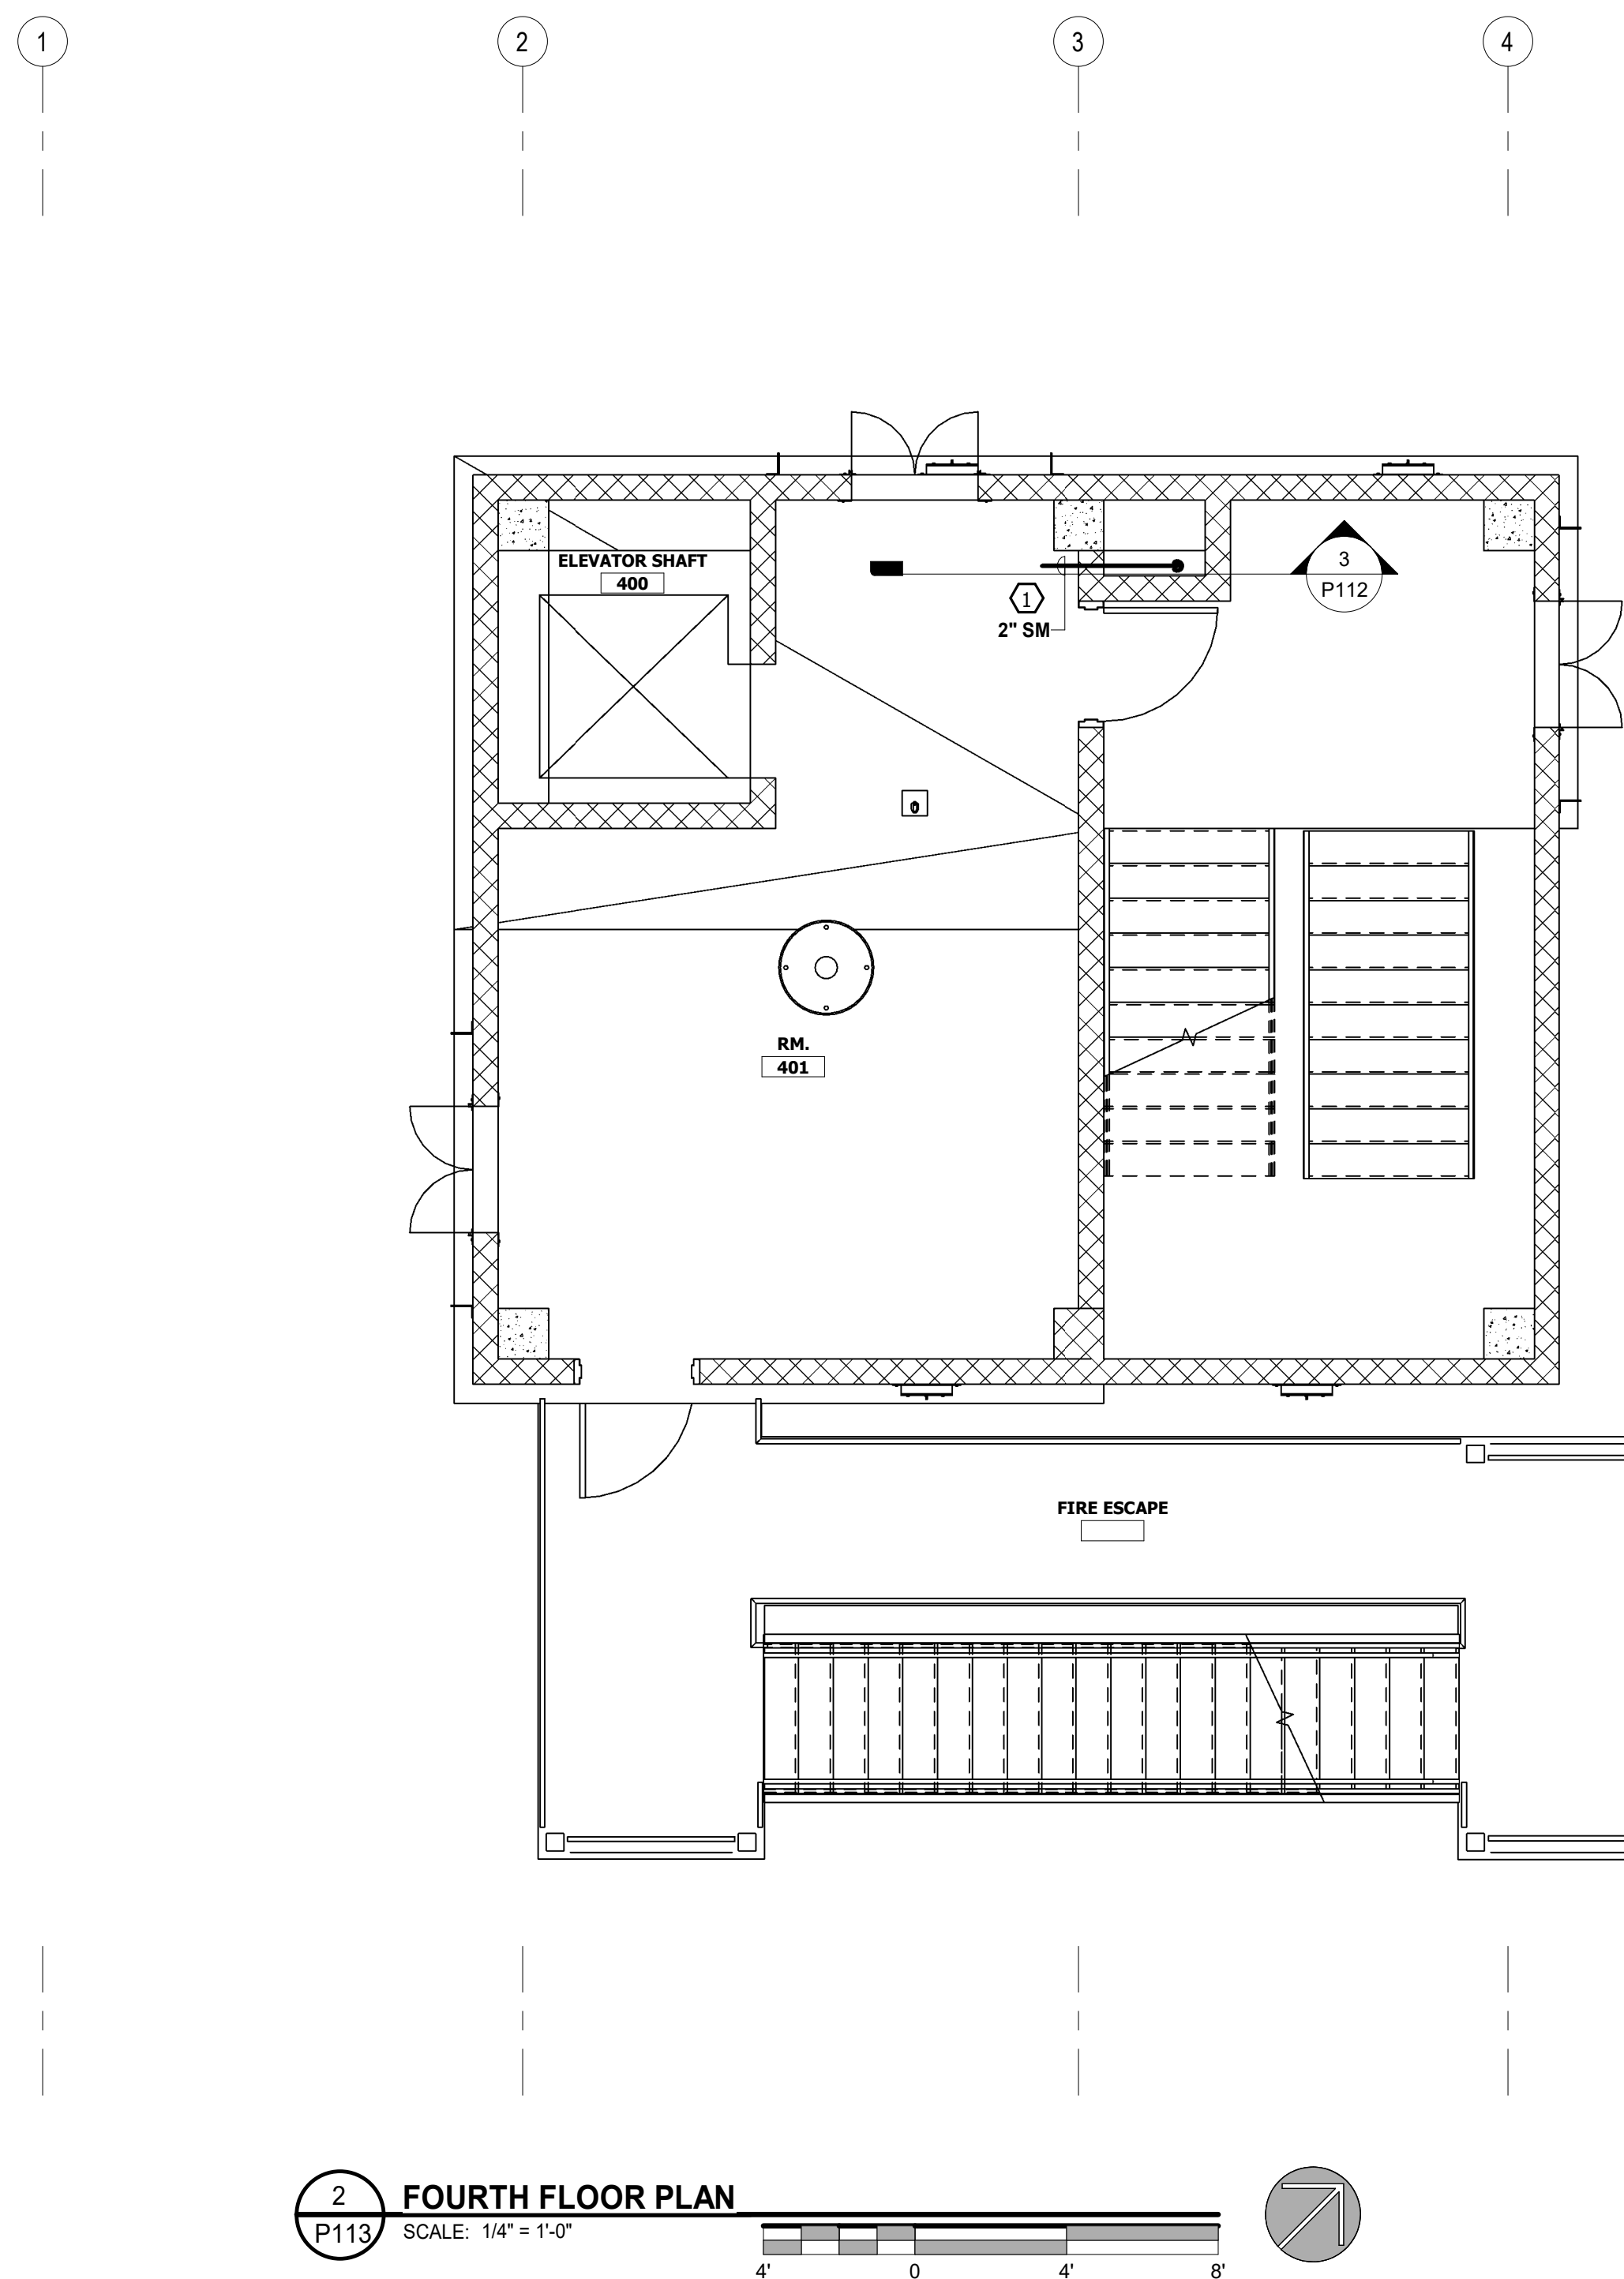 1
2
3
4
ELEVATOR SHAFT
400
3
P112
1
2" SM
0
RM.
401
FIRE ESCAPE
2
P113
FOURTH FLOOR PLAN
SCALE: 1/4" = 1'-0"
4'
0
4'
8'